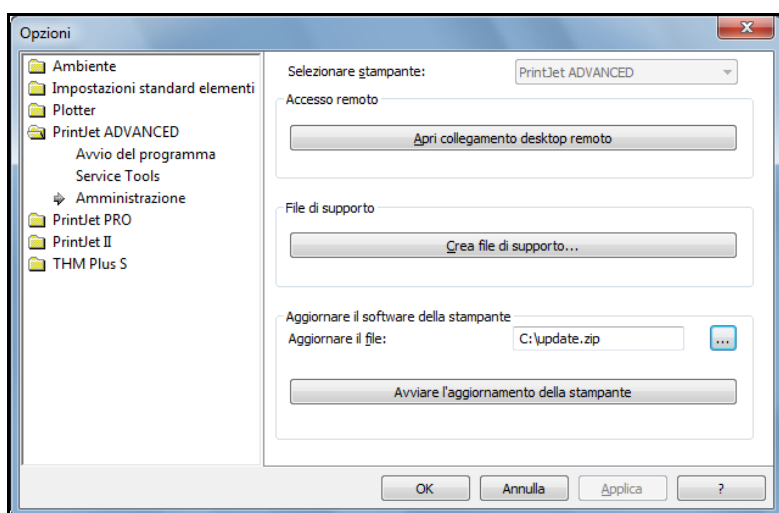 Opzioni
Ambiente
Impostazioni standard elementi
Plotter
PrintJet ADVANCED
Avvio del programma
Service Tools
Amministrazione
PrintJet PRO
PrintJet II
THM Plus S
Selezionare stampante: PrintJet ADVANCED
Accesso remoto
Apri collegamento desktop remoto
File di supporto
Crea file di supporto...
Aggiornare il software della stampante
Aggiornare il file: C:\update.zip ...
Avviare l'aggiornamento della stampante
OK Annulla Applica ?